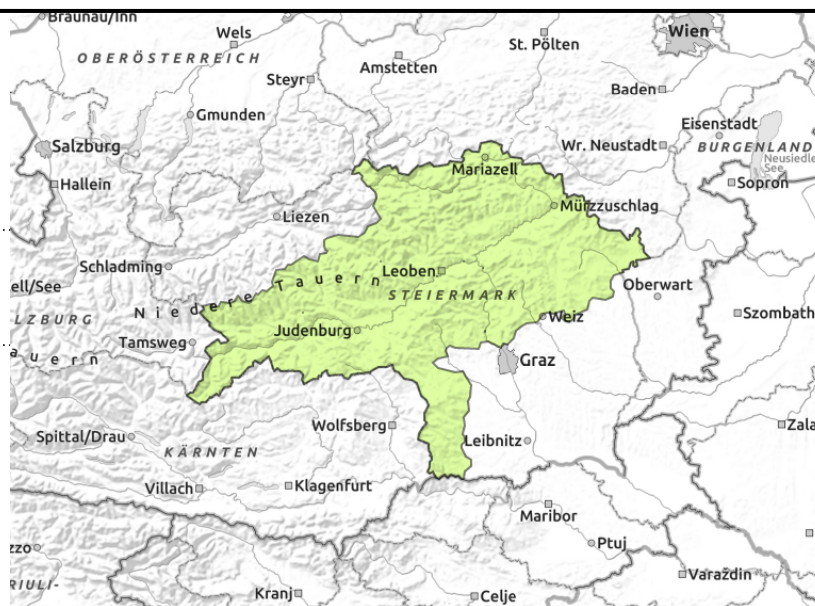 Braunau/Inn
Wels
Wien
OBERÖSTERREICH
St. Pölten
Amstetten
Steyr
Baden
Gmunden
Eisenstadt
Salzburg
Wr. Neustadt
BURGENLAND
Neusiedle
See
Mariazell
Hallein
Sopron
Mürzzuschlag
Liezen
Schladming
Leoben
ell/See
Niedere Tauern
STEIERMARK
Oberwart
LZBURG
Weiz
Szombath
Judenburg
Tamsweg
auern
Graz
Wolfsberg
Zala
Spittal/Drau
Leibnitz
KÄRNTEN
Villach
Klagenfurt
Maribor
zzo
Ptuj
Varaždin
RIULI-
Kranj
Celje